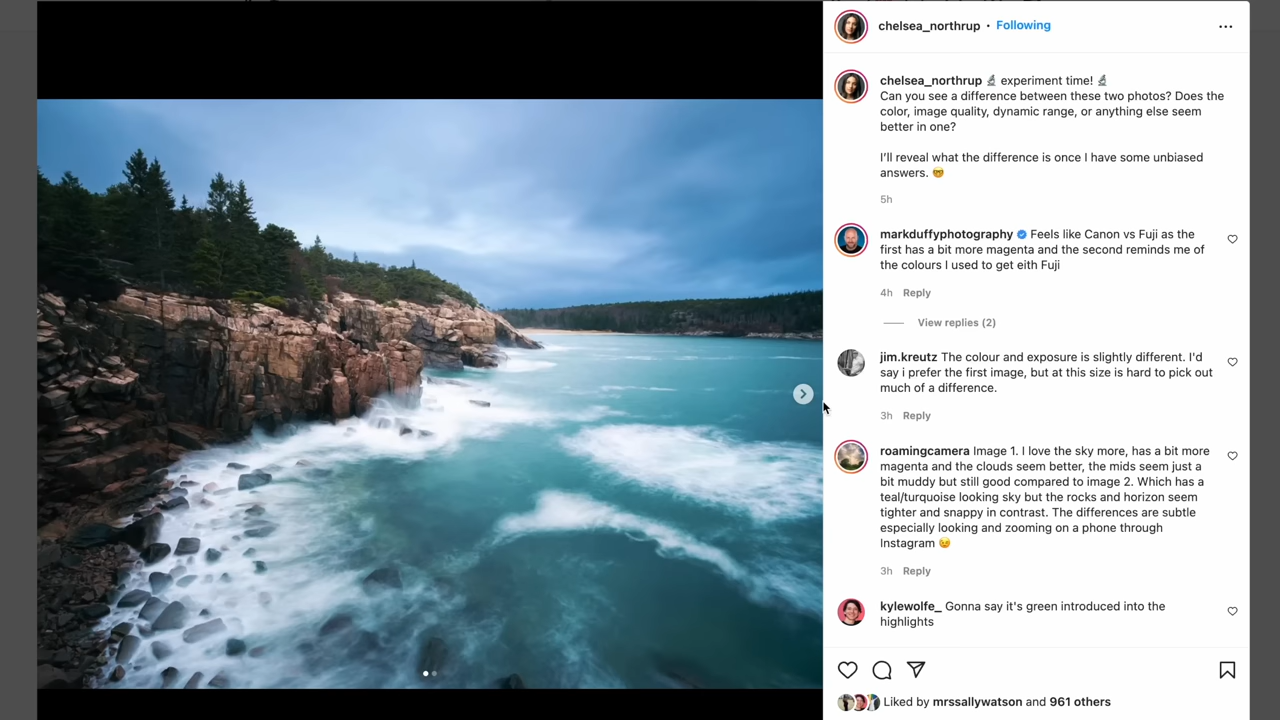 chelsea_northrup • Following
chelsea_northrup 🔬 experiment time! 🔬
Can you see a difference between these two photos? Does the
color, image quality, dynamic range, or anything else seem
better in one?
I'll reveal what the difference is once I have some unbiased
answers. 🤓
5h
markduffyphotography Feels like Canon vs Fuji as the
first has a bit more magenta and the second reminds me of
the colours I used to get eith Fuji
4h Reply
View replies (2)
jim.kreutz The colour and exposure is slightly different. I'd
say i prefer the first image, but at this size is hard to pick out
much of a difference.
3h Reply
roamingcamera Image 1. I love the sky more, has a bit more
magenta and the clouds seem better, the mids seem just a
bit muddy but still good compared to image 2. Which has a
teal/turquoise looking sky but the rocks and horizon seem
tighter and snappy in contrast. The differences are subtle
especially looking and zooming on a phone through
Instagram 😉
3h Reply
kylewolfe_ Gonna say it's green introduced into the
highlights
Liked by mrssallywatson and 961 others